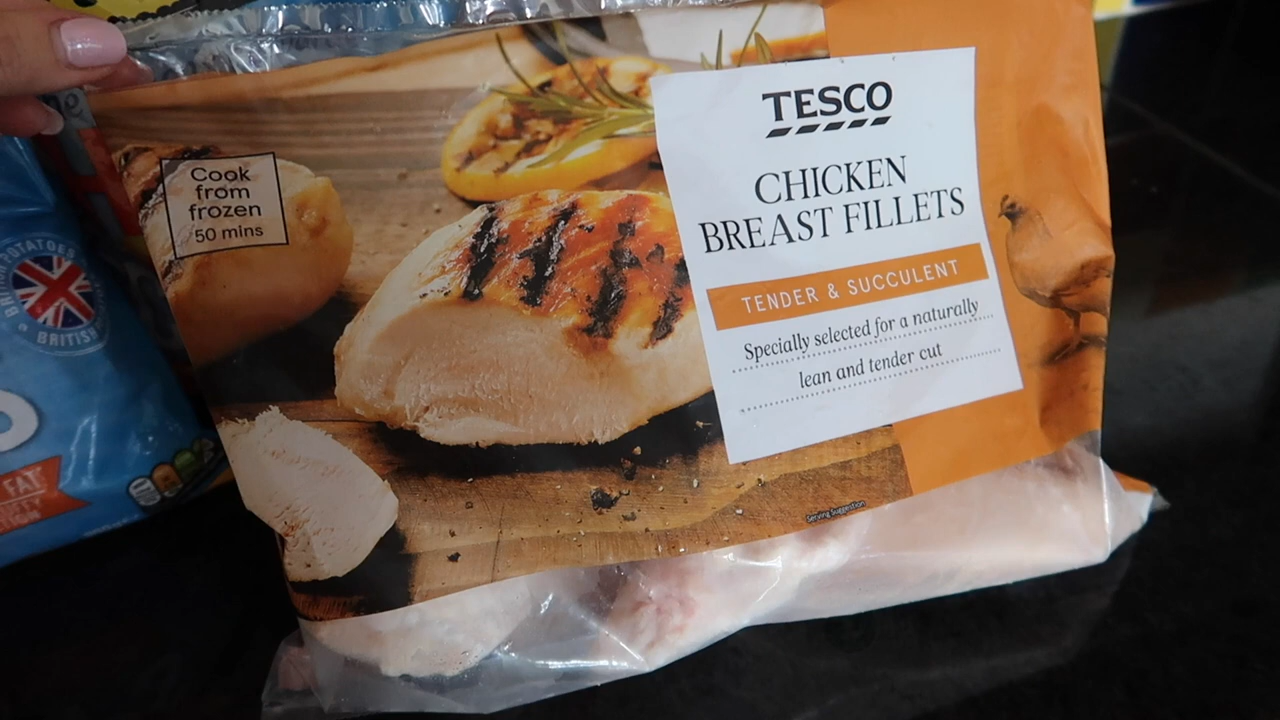 Cook
from
frozen
50 mins
TESCO
CHICKEN
BREAST FILLETS
TENDER & SUCCULENT
Specially selected for a naturally
lean and tender cut
Serving Suggestion
POTATOES
BRITISH
FAT